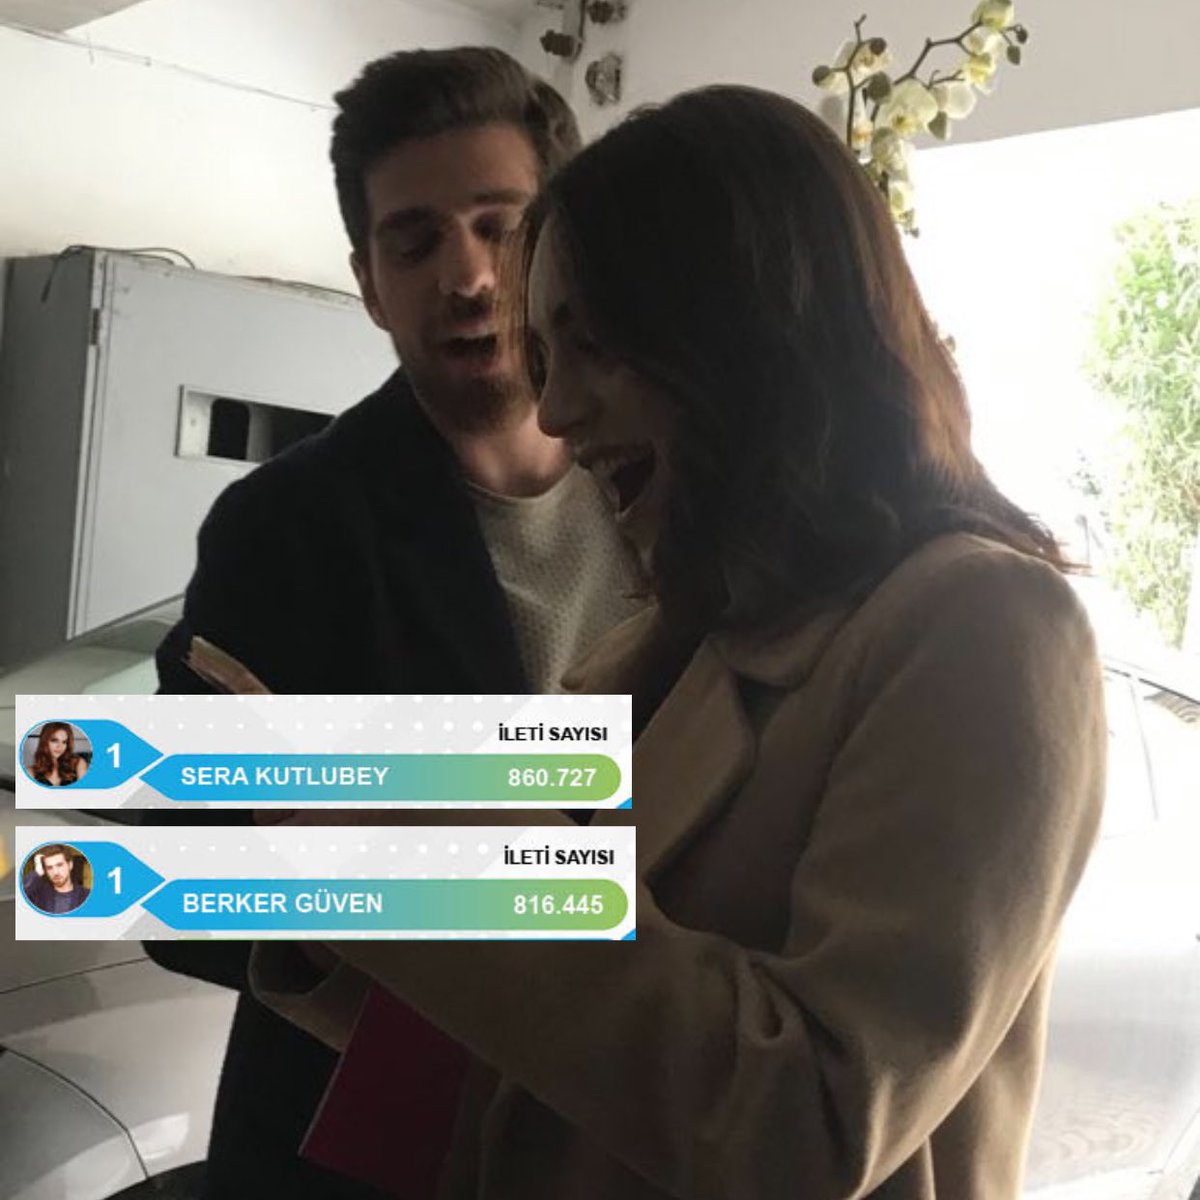 İLETİ SAYISI
1 SERA KUTLUBEY 860.727
İLETİ SAYISI
1 BERKER GÜVEN 816.445